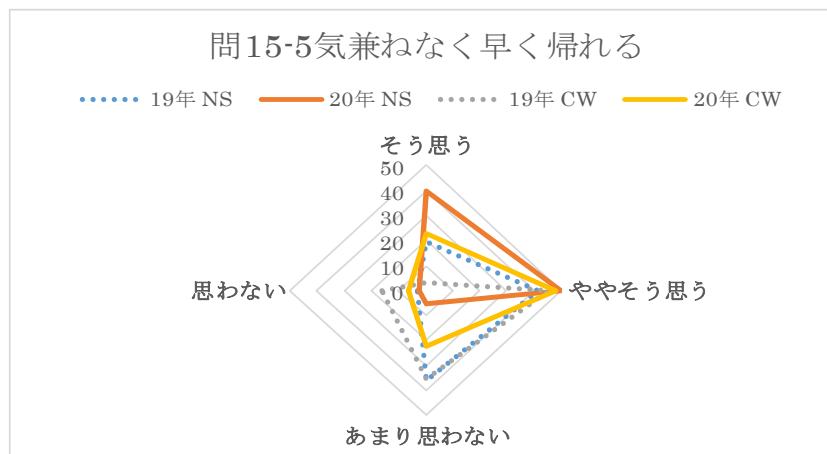 問15-5気兼ねなく早く帰れる
19年 NS 20年 NS 19年 CW 20年 CW
そう思う
50
40
30
20
10
0
思わない
ややそう思う
あまり思わない